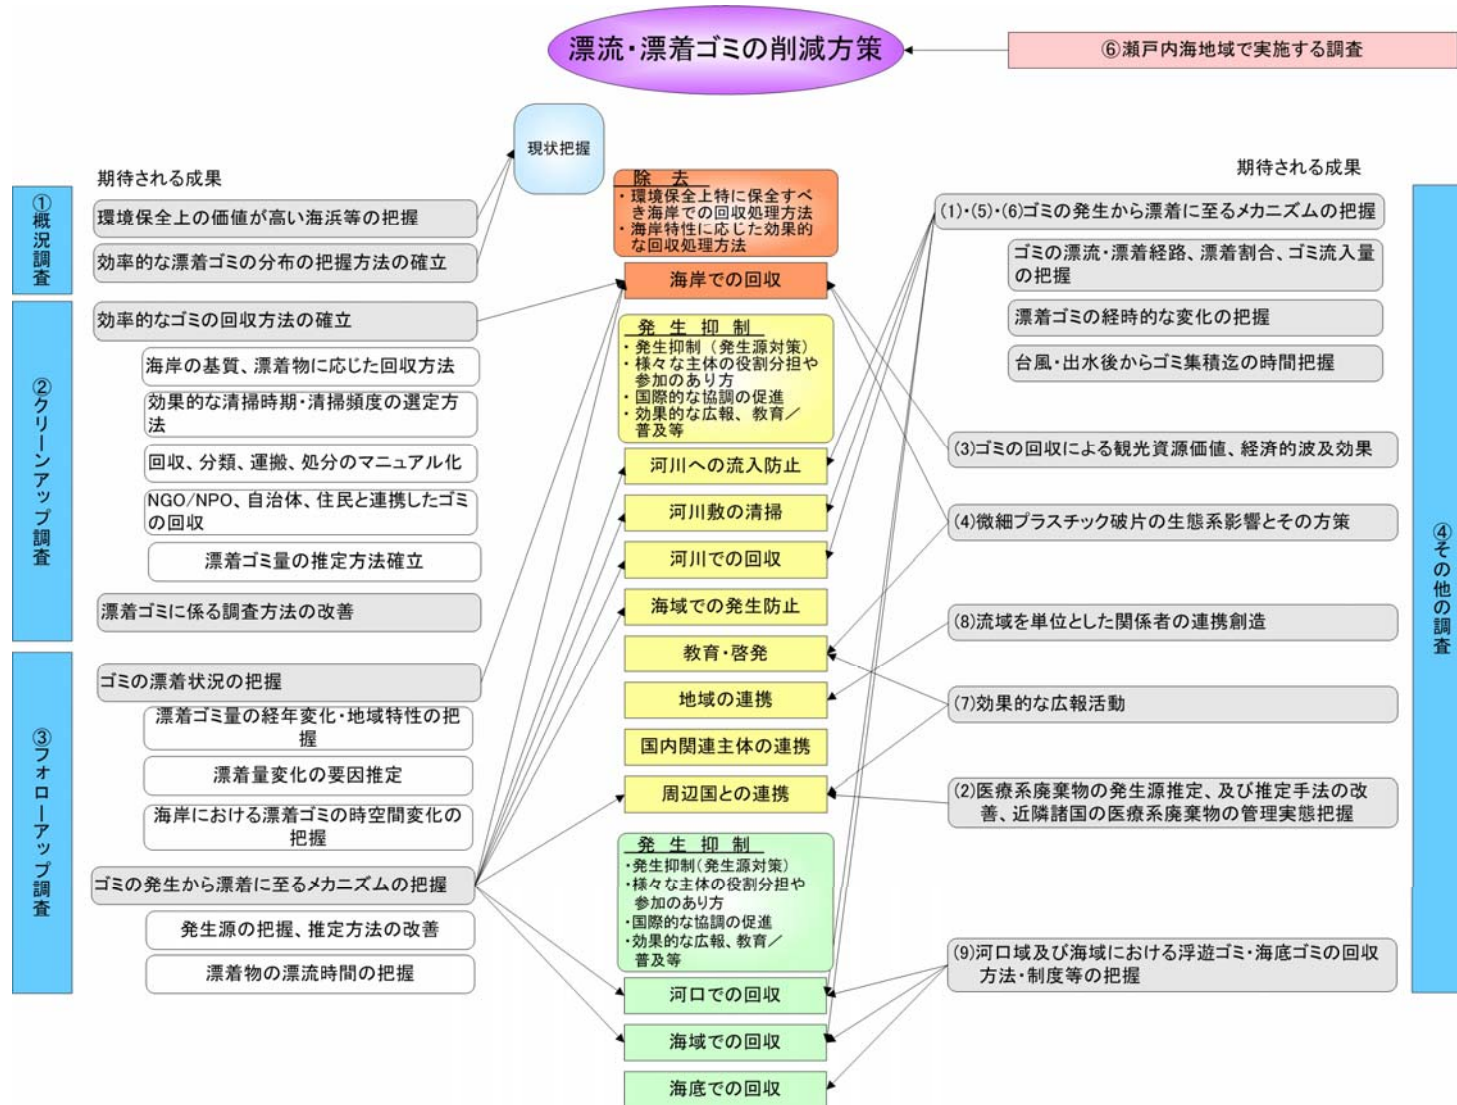 漂流・漂着ゴミの削減方策
⑥瀬戸内海地域で実施する調査
現状把握
期待される成果
①概況調査
環境保全上の価値が高い海浜等の把握
効率的な漂着ゴミの分布の把握方法の確立
②クリーンアップ調査
効率的なゴミの回収方法の確立
海岸の基質、漂着物に応じた回収方法
効果的な清掃時期・清掃頻度の選定方
法
回収、分類、運搬、処分のマニュアル化
NGO/NPO、自治体、住民と連携したゴミ
の回収
漂着ゴミ量の推定方法確立
漂着ゴミに係る調査方法の改善
③フォローアップ調査
ゴミの漂着状況の把握
漂着ゴミ量の経年変化・地域特性の把
握
漂着量変化の要因推定
海岸における漂着ゴミの時空間変化の
把握
ゴミの発生から漂着に至るメカニズムの把握
発生源の把握、推定方法の改善
漂着物の漂流時間の把握
除 去
・環境保全上特に保全すべ
き海岸での回収処理方法
・海岸特性に応じた効果的
な回収処理方法
海岸での回収
発 生 抑 制
・発生抑制（発生源対策）
・様々な主体の役割分担や
参加のあり方
・国際的な協調の促進
・効果的な広報、教育／
普及等
河川への流入防止
河川敷の清掃
河川での回収
海域での発生防止
教育・啓発
地域の連携
国内関連主体の連携
周辺国との連携
発 生 抑 制
・発生抑制（発生源対策）
・様々な主体の役割分担や
参加のあり方
・国際的な協調の促進
・効果的な広報、教育／
普及等
河口での回収
海域での回収
海底での回収
期待される成果
(1)・(5)・(6)ゴミの発生から漂着に至るメカニズムの把握
ゴミの漂流・漂着経路、漂着割合、ゴミ流入量
の把握
漂着ゴミの経時的な変化の把握
台風・出水後からゴミ集積迄の時間把握
(3)ゴミの回収による観光資源価値、経済的波及効果
(4)微細プラスチック破片の生態系影響とその方策
(8)流域を単位とした関係者の連携創造
(7)効果的な広報活動
(2)医療系廃棄物の発生源推定、及び推定手法の改
善、近隣諸国の医療系廃棄物の管理実態把握
(9)河口域及び海域における浮遊ゴミ・海底ゴミの回収
方法・制度等の把握
④その他の調査